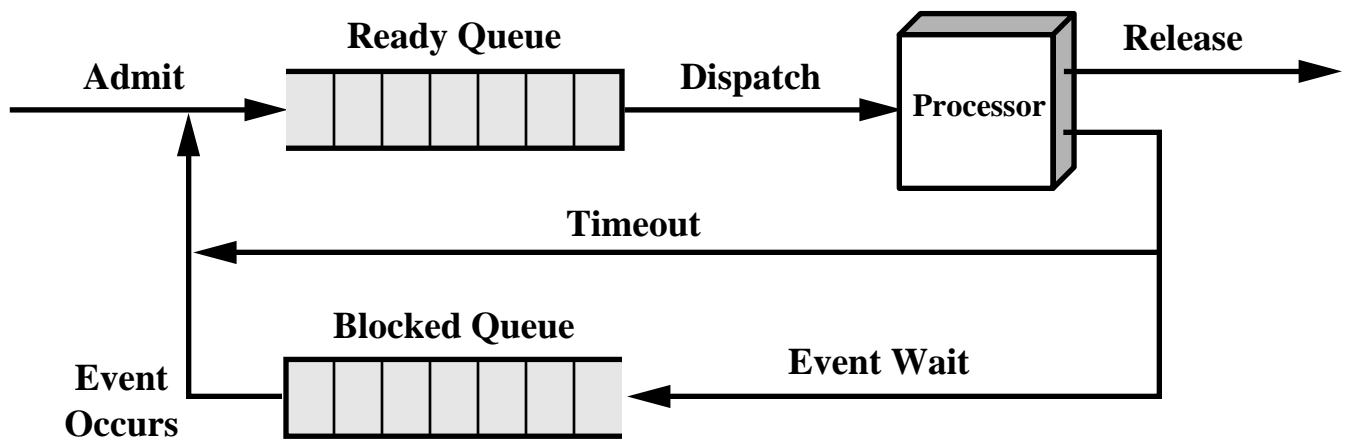 Ready Queue
Release
Admit
Dispatch
Processor
Timeout
Blocked Queue
Event Wait
Event
Occurs